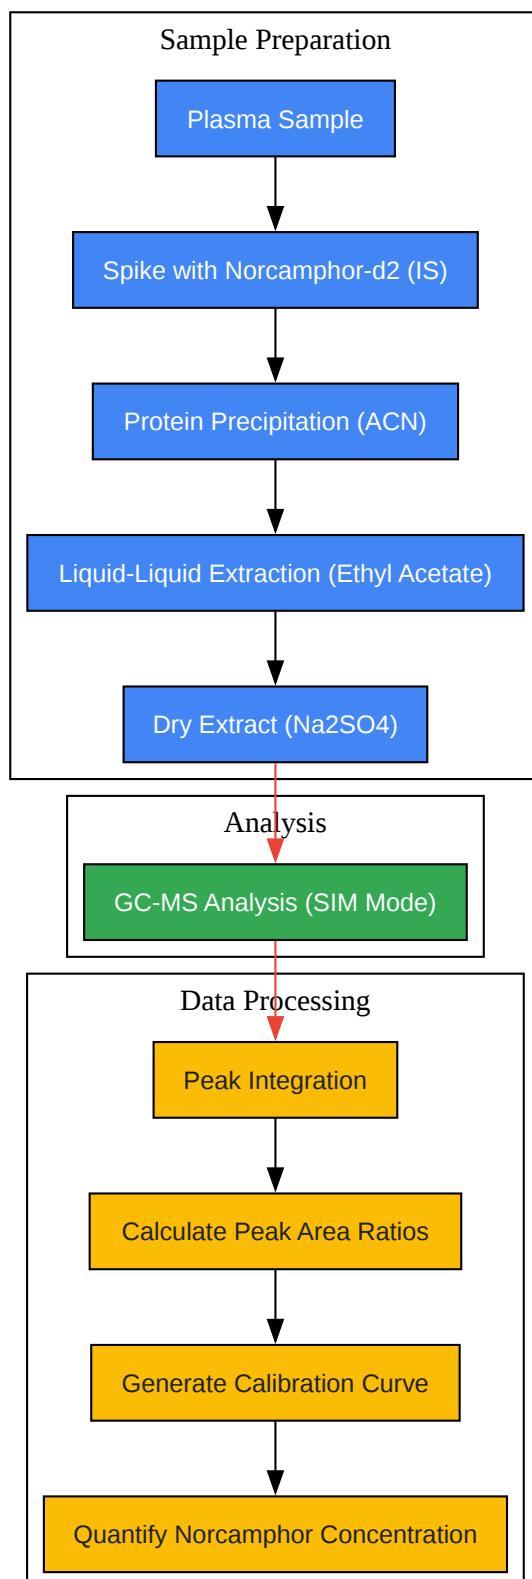 Sample Preparation
Plasma Sample
Spike with Norcamphor-d2 (IS)
Protein Precipitation (ACN)
Liquid-Liquid Extraction (Ethyl Acetate)
Dry Extract (Na2SO4)
Analysis
GC-MS Analysis (SIM Mode)
Data Processing
Peak Integration
Calculate Peak Area Ratios
Generate Calibration Curve
Quantify Norcamphor Concentration